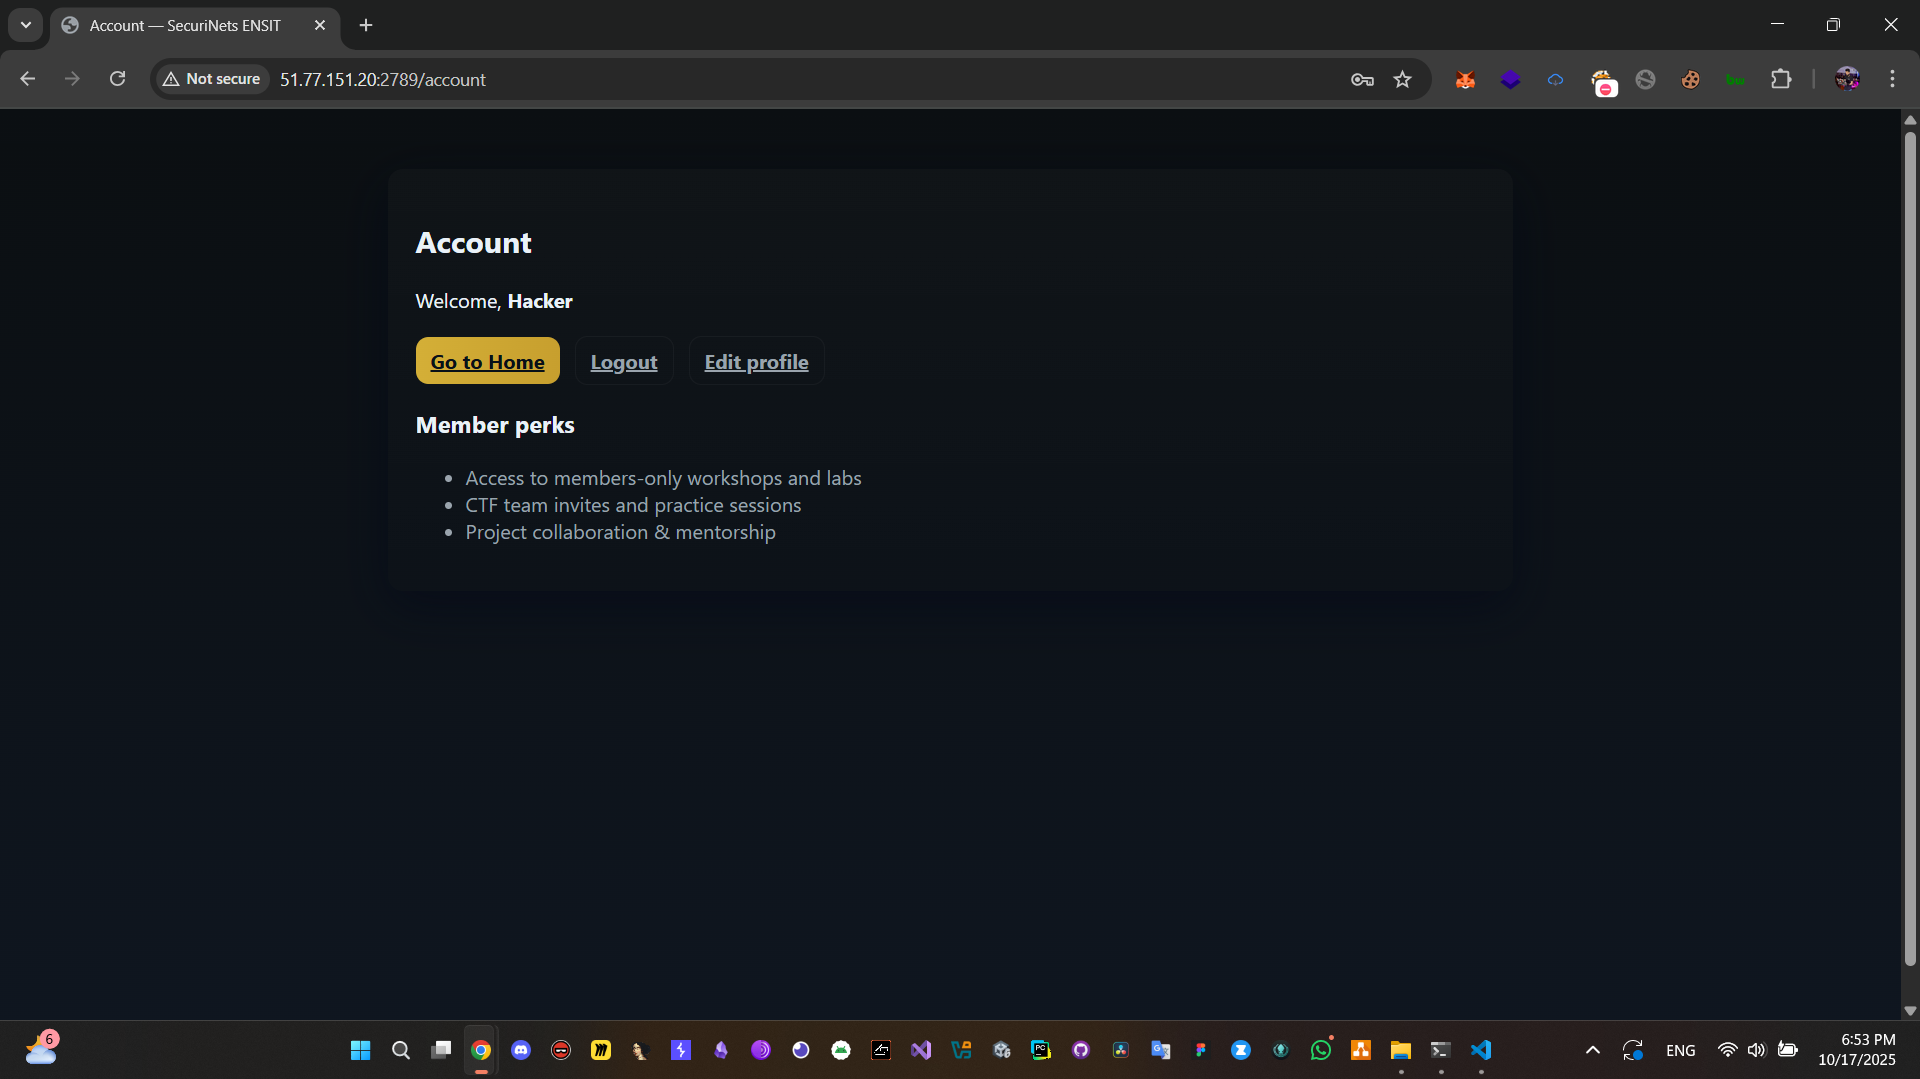 Account — SecuriNets ENSIT
Not secure
51.77.151.20:2789/account
bw
Account
Welcome, Hacker
Go to Home
Logout
Edit profile
Member perks
• Access to members-only workshops and labs
• CTF team invites and practice sessions
• Project collaboration & mentorship
6
ENG
6:53 PM
10/17/2025